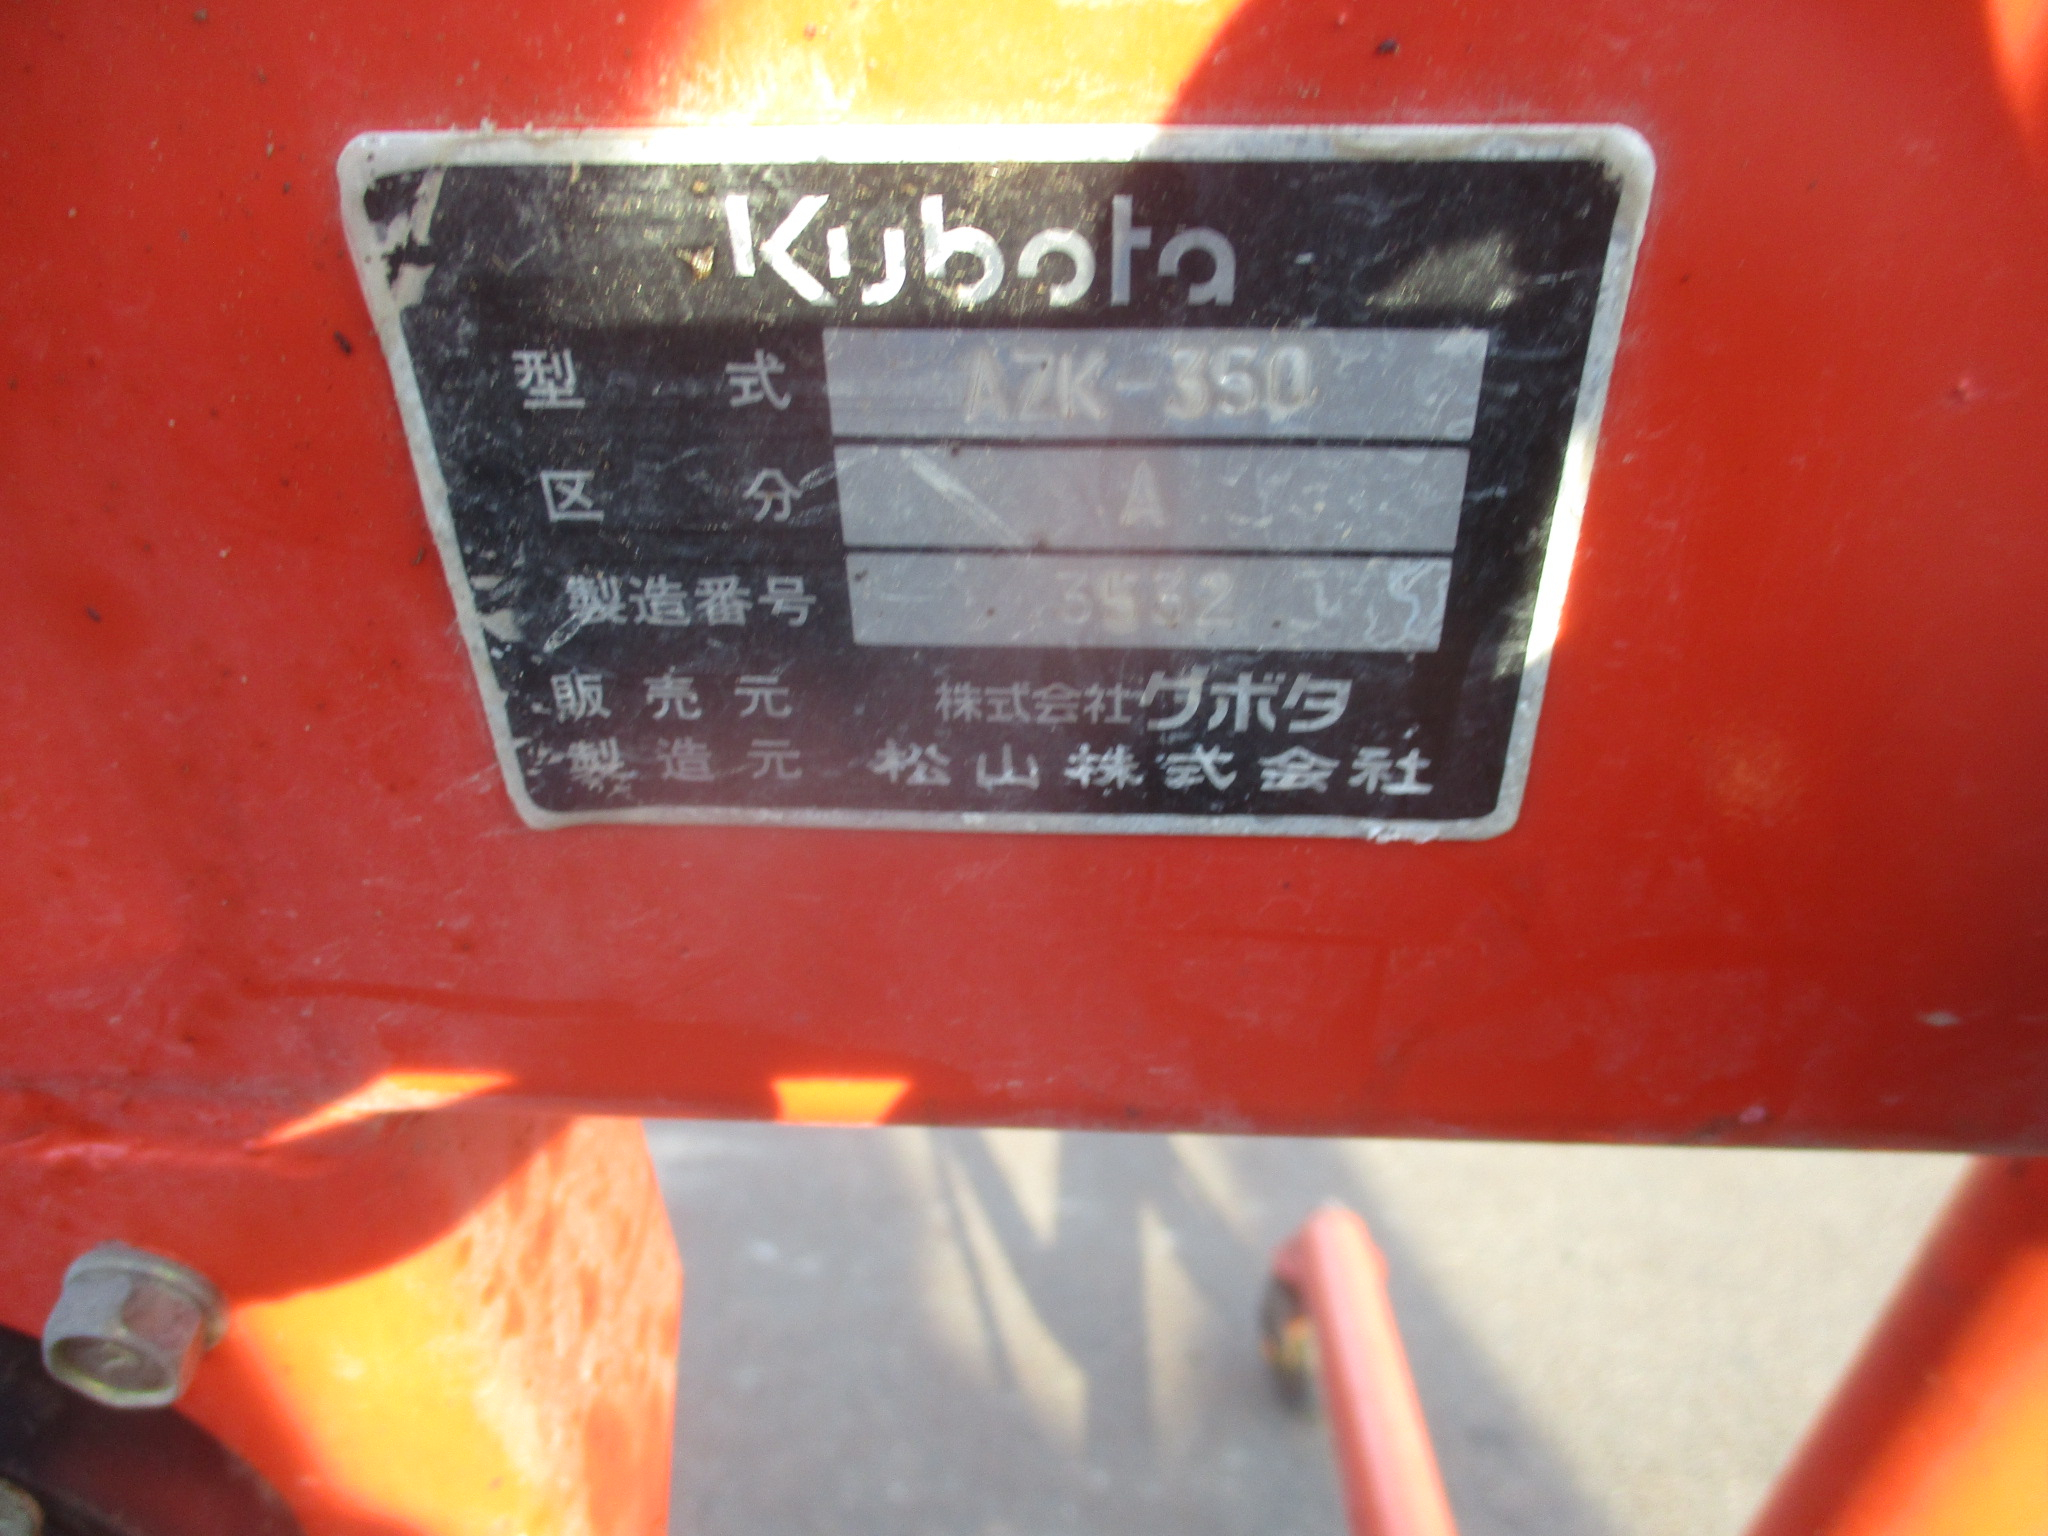 Kubota
型式 AZK-350
区分 A
製造番号 3532
販売元 株式会社クボタ
製造元 松山株式会社